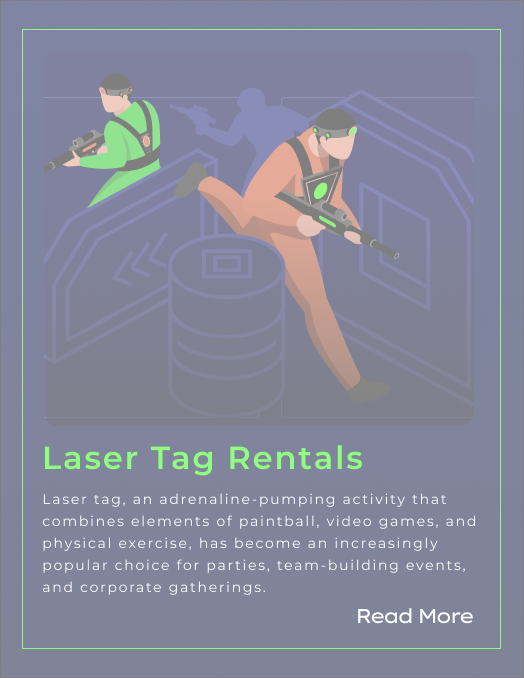 Laser Tag Rentals
Laser tag, an adrenaline-pumping activity that
combines elements of paintball, video games, and
physical exercise, has become an increasingly
popular choice for parties, team-building events,
and corporate gatherings.
Read More